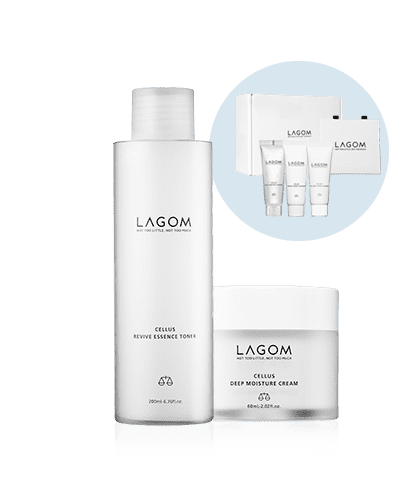 LAGOM
LAGOM
LAGOM
NOT TOO LITTLE, NOT TOO MUCH
CELLUS
REVIVE ESSENCE TONER
200ml-6.76fl.oz.
LAGOM
NOT TOO LITTLE, NOT TOO MUCH
CELLUS
DEEP MOISTURE CREAM
60ml-2.02fl.oz.